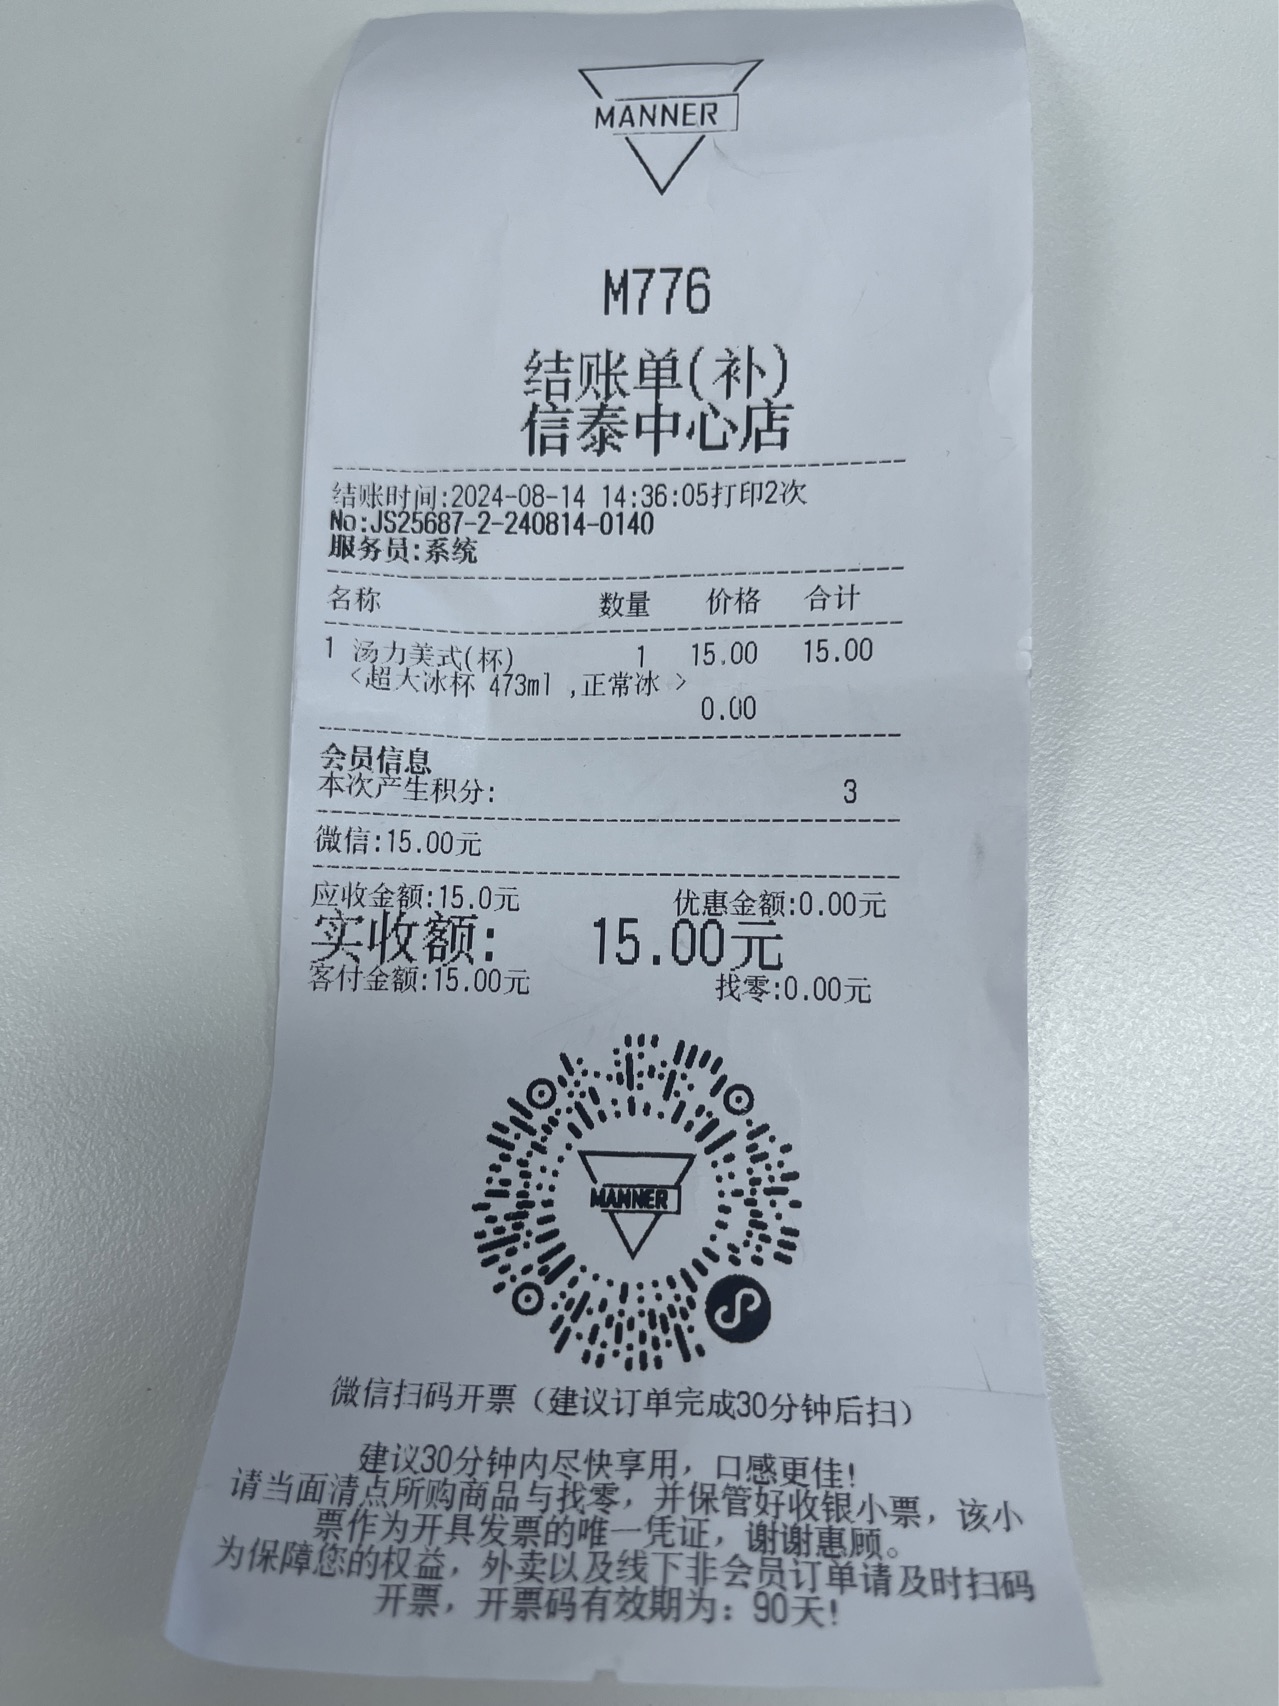 MANNER
M776
结账单(补)
信泰中心店
结账时间:2024-08-14 14:36:05打印2次
No:JS25687-2-240814-0140
服务员:系统
名称 数量 价格 合计
1 汤力美式(杯) 1 15.00 15.00
<超大冰杯 473ml ,正常冰 >
0.00
会员信息
本次产生积分: 3
微信:15.00元
应收金额:15.0元 优惠金额:0.00元
实收额: 15.00元
客付金额:15.00元 找零:0.00元
MANNER
微信扫码开票（建议订单完成30分钟后扫）
建议30分钟内尽快享用，口感更佳!
请当面清点所购商品与找零，并保管好收银小票，该小
票作为开具发票的唯一凭证，谢谢惠顾。
为保障您的权益，外卖以及线下非会员订单请及时扫码
开票，开票码有效期为：90天!